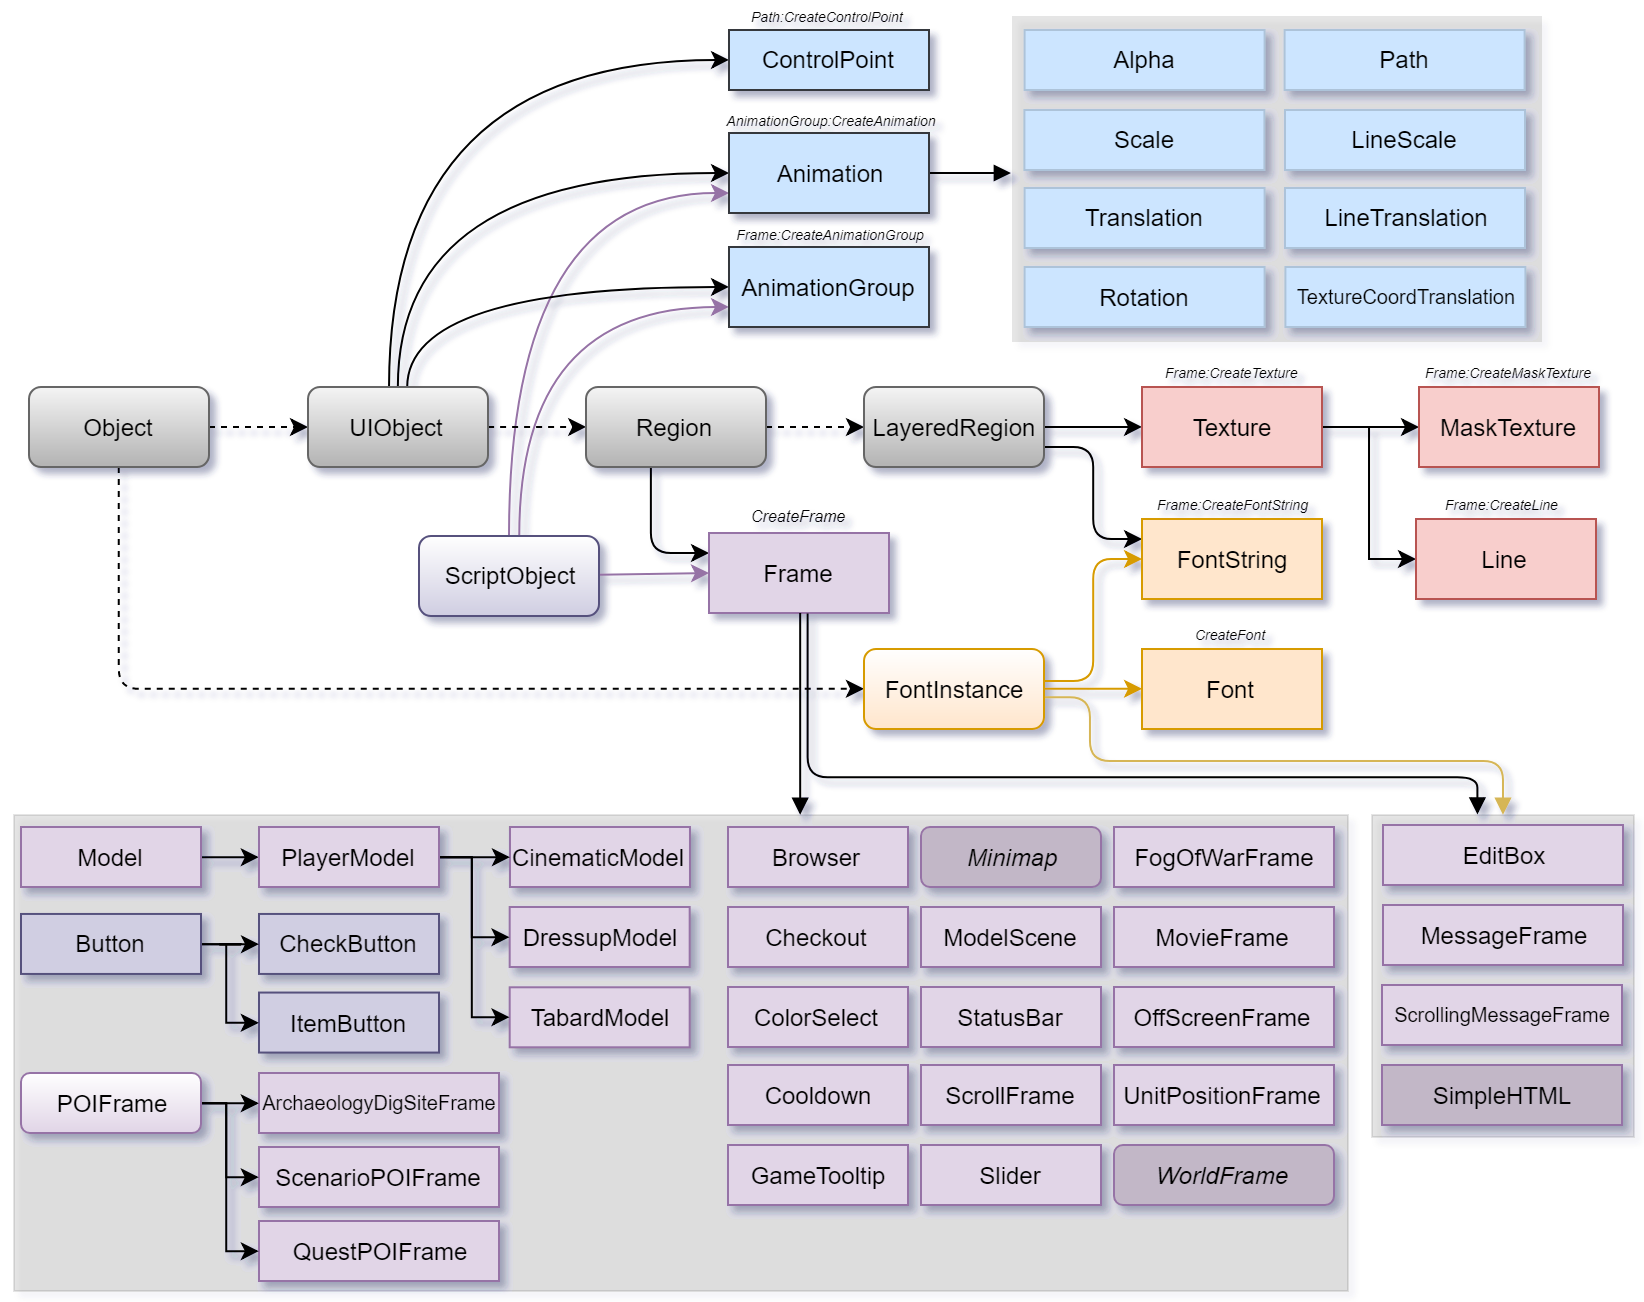 Path:CreateControlPoint
ControlPoint
Alpha
Path
AnimationGroup:CreateAnimation
Animation
Scale
LineScale
Translation
LineTranslation
Frame:CreateAnimationGroup
AnimationGroup
Rotation
TextureCoordTranslation
Object
UIObject
Region
LayeredRegion
Frame:CreateTexture
Texture
Frame:CreateMaskTexture
MaskTexture
ScriptObject
CreateFrame
Frame
Frame:CreateFontString
FontString
Frame:CreateLine
Line
FontInstance
CreateFont
Font
Model
PlayerModel
CinematicModel
Browser
Minimap
FogOfWarFrame
EditBox
Button
CheckButton
DressupModel
Checkout
ModelScene
MovieFrame
MessageFrame
ItemButton
TabardModel
ColorSelect
StatusBar
OffScreenFrame
ScrollingMessageFrame
POIFrame
ArchaeologyDigSiteFrame
Cooldown
ScrollFrame
UnitPositionFrame
SimpleHTML
ScenarioPOIFrame
GameTooltip
Slider
WorldFrame
QuestPOIFrame